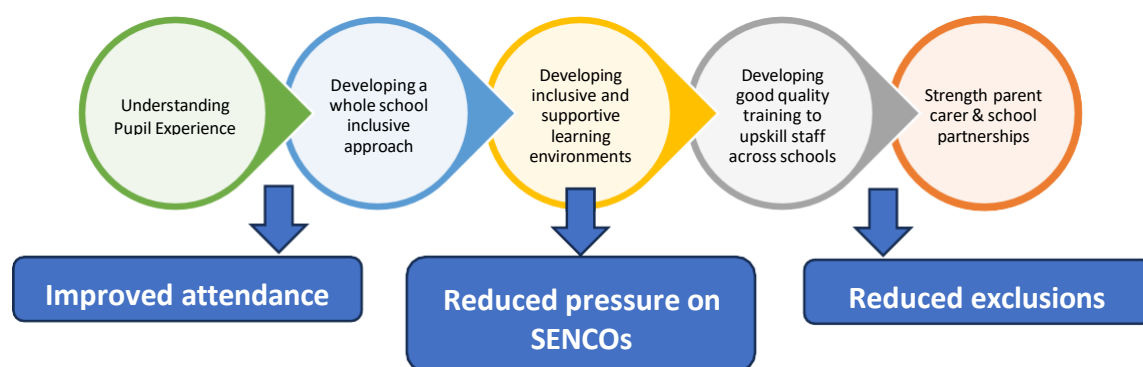 Understanding
Pupil Experience
Developing a
whole school
inclusive
approach
Developing
inclusive and
supportive
learning
environments
Developing
good quality
training to
upskill staff
across schools
Strength parent
carer & school
partnerships
Improved attendance
Reduced pressure on
SENCOs
Reduced exclusions